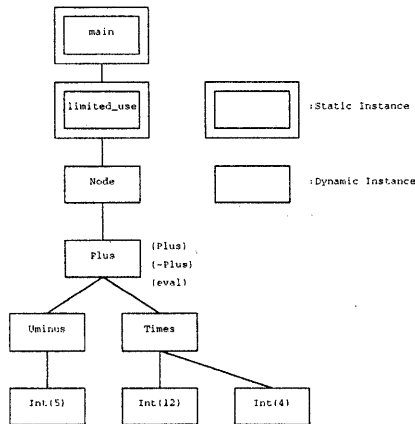 main
limited_use
:Static Instance
Node
:Dynamic Instance
Plus
(Plus)
(~Plus)
(eval)
Uminus
Times
Int(5)
Int(12)
Int(4)